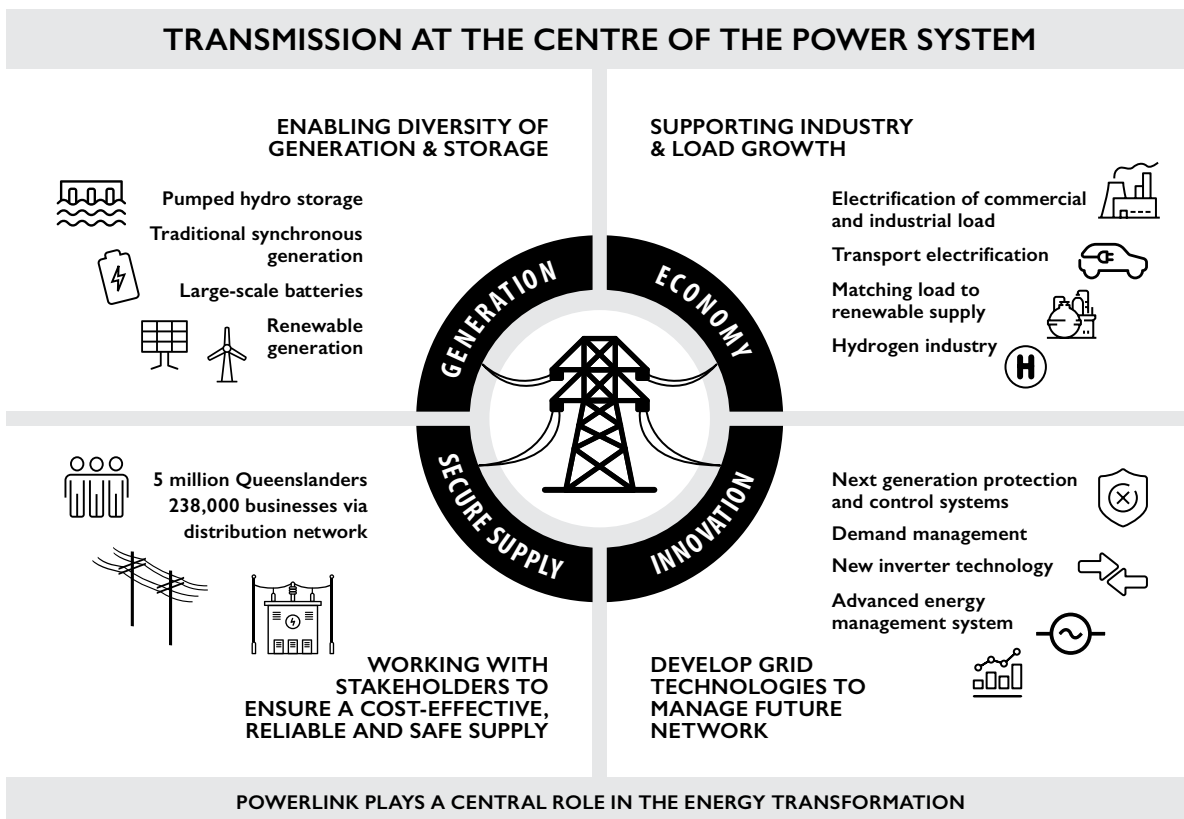 TRANSMISSION AT THE CENTRE OF THE POWER SYSTEM
ENABLING DIVERSITY OF
GENERATION & STORAGE
Pumped hydro storage
Traditional synchronous
generation
Large-scale batteries
Renewable
generation
SUPPORTING INDUSTRY
& LOAD GROWTH
Electrification of commercial
and industrial load
Transport electrification
Matching load to
renewable supply
Hydrogen industry
H
GENERATION
ECONOMY
SECURE SUPPLY
INNOVATION
5 million Queenslanders
238,000 businesses via
distribution network
WORKING WITH
STAKEHOLDERS TO
ENSURE A COST-EFFECTIVE,
RELIABLE AND SAFE SUPPLY
Next generation protection
and control systems
Demand management
New inverter technology
Advanced energy
management system
DEVELOP GRID
TECHNOLOGIES TO
MANAGE FUTURE
NETWORK
POWERLINK PLAYS A CENTRAL ROLE IN THE ENERGY TRANSFORMATION